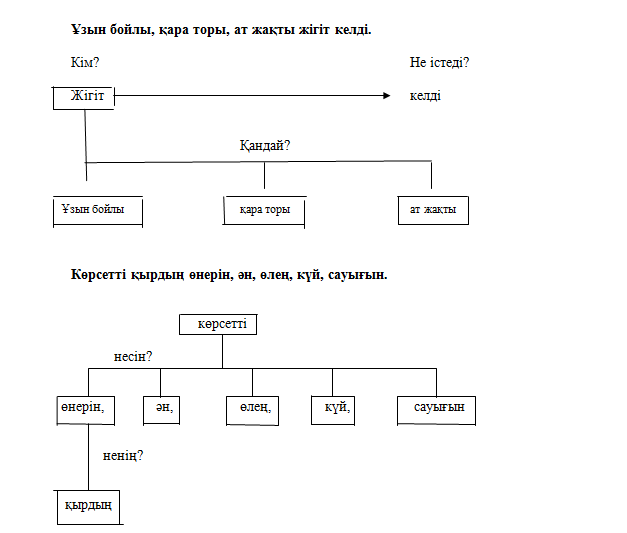 Ұзын бойлы, қара торы, ат жақты жігіт келді.
Кім? Не істеді?
Жігіт келді
Қандай?
Ұзын бойлы қара торы ат жақты
Көрсетті қырдың өнерін, ән, өлең, күй, сауығын.
көрсетті
несін?
өнерін, ән, өлең, күй, сауығын
ненің?
қырдың